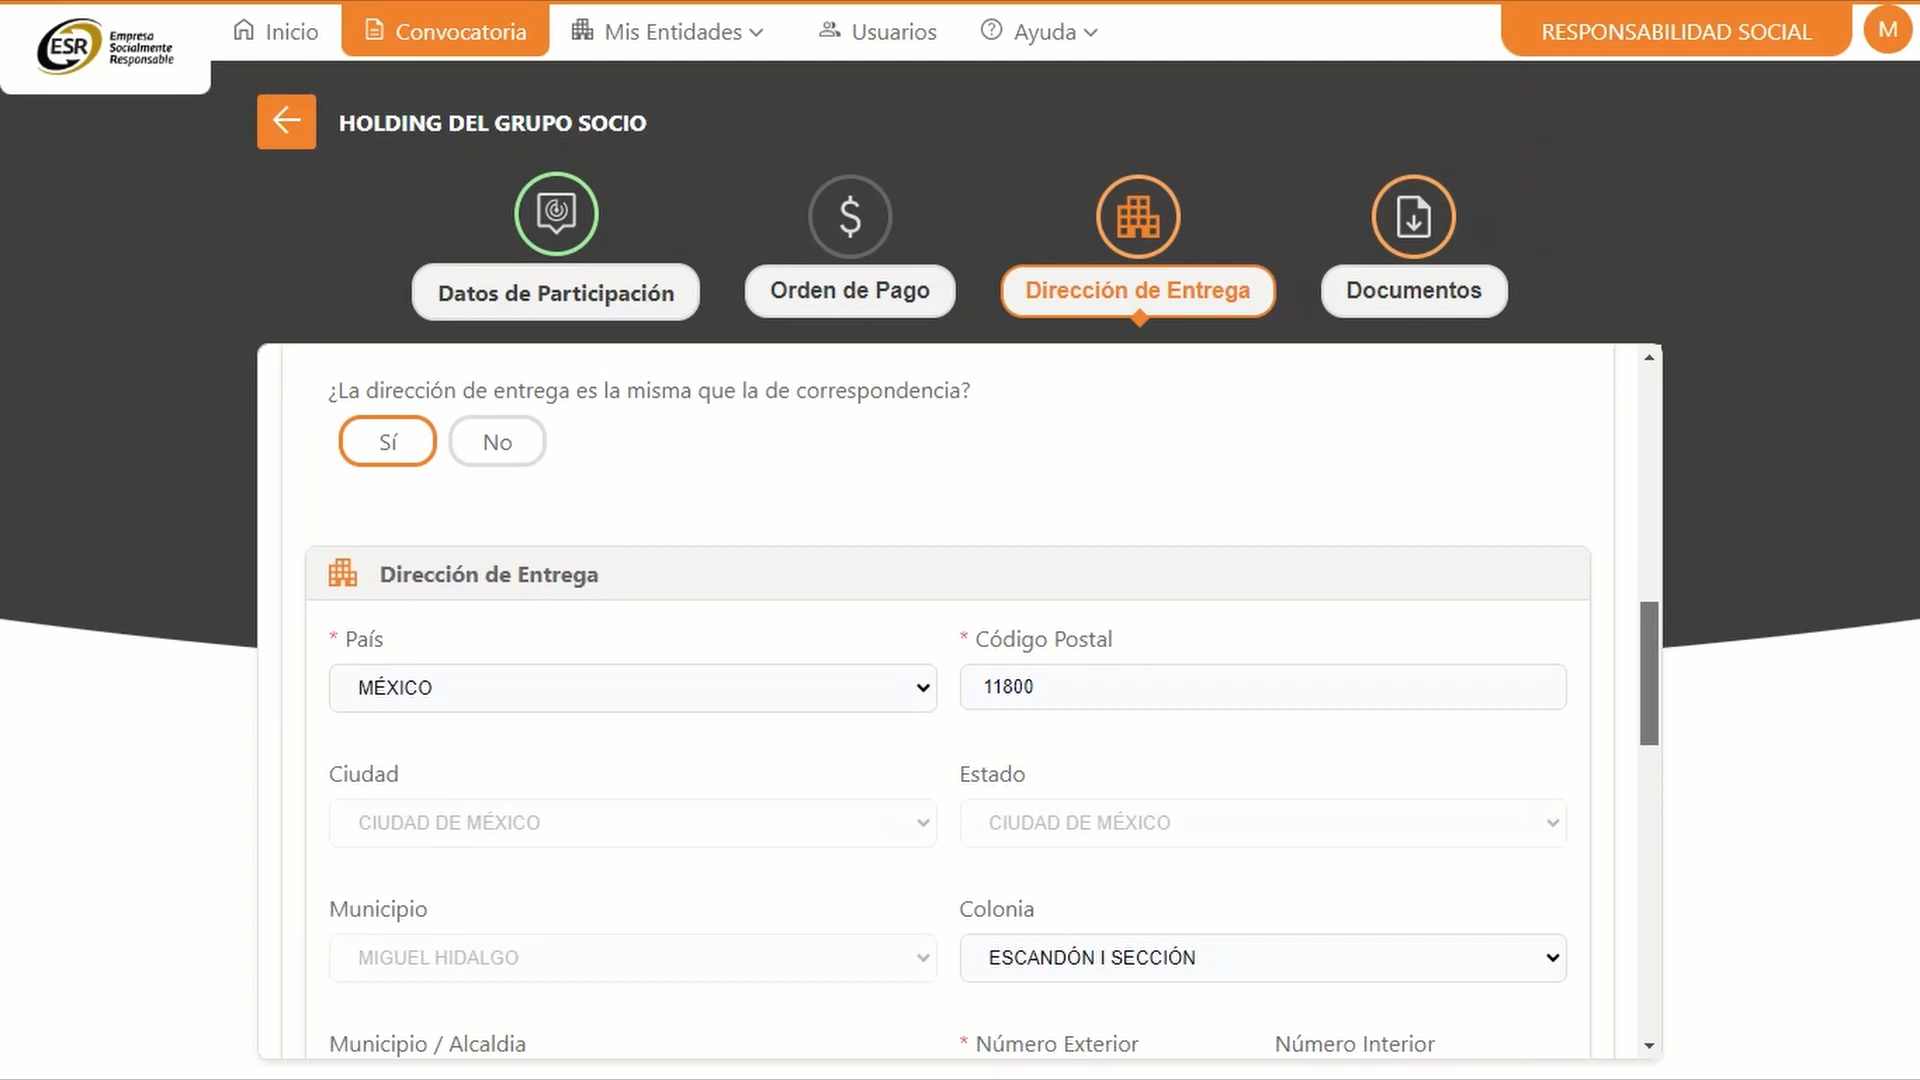 ESR Empresa Socialmente Responsable
Inicio
Convocatoria
Mis Entidades
Usuarios
Ayuda
RESPONSABILIDAD SOCIAL
M
HOLDING DEL GRUPO SOCIO
Datos de Participación
Orden de Pago
Dirección de Entrega
Documentos
¿La dirección de entrega es la misma que la de correspondencia?
Sí No
Dirección de Entrega
* País * Código Postal
MÉXICO 11800
Ciudad Estado
CIUDAD DE MÉXICO CIUDAD DE MÉXICO
Municipio Colonia
MIGUEL HIDALGO ESCANDÓN I SECCIÓN
Municipio / Alcaldia * Número Exterior Número Interior